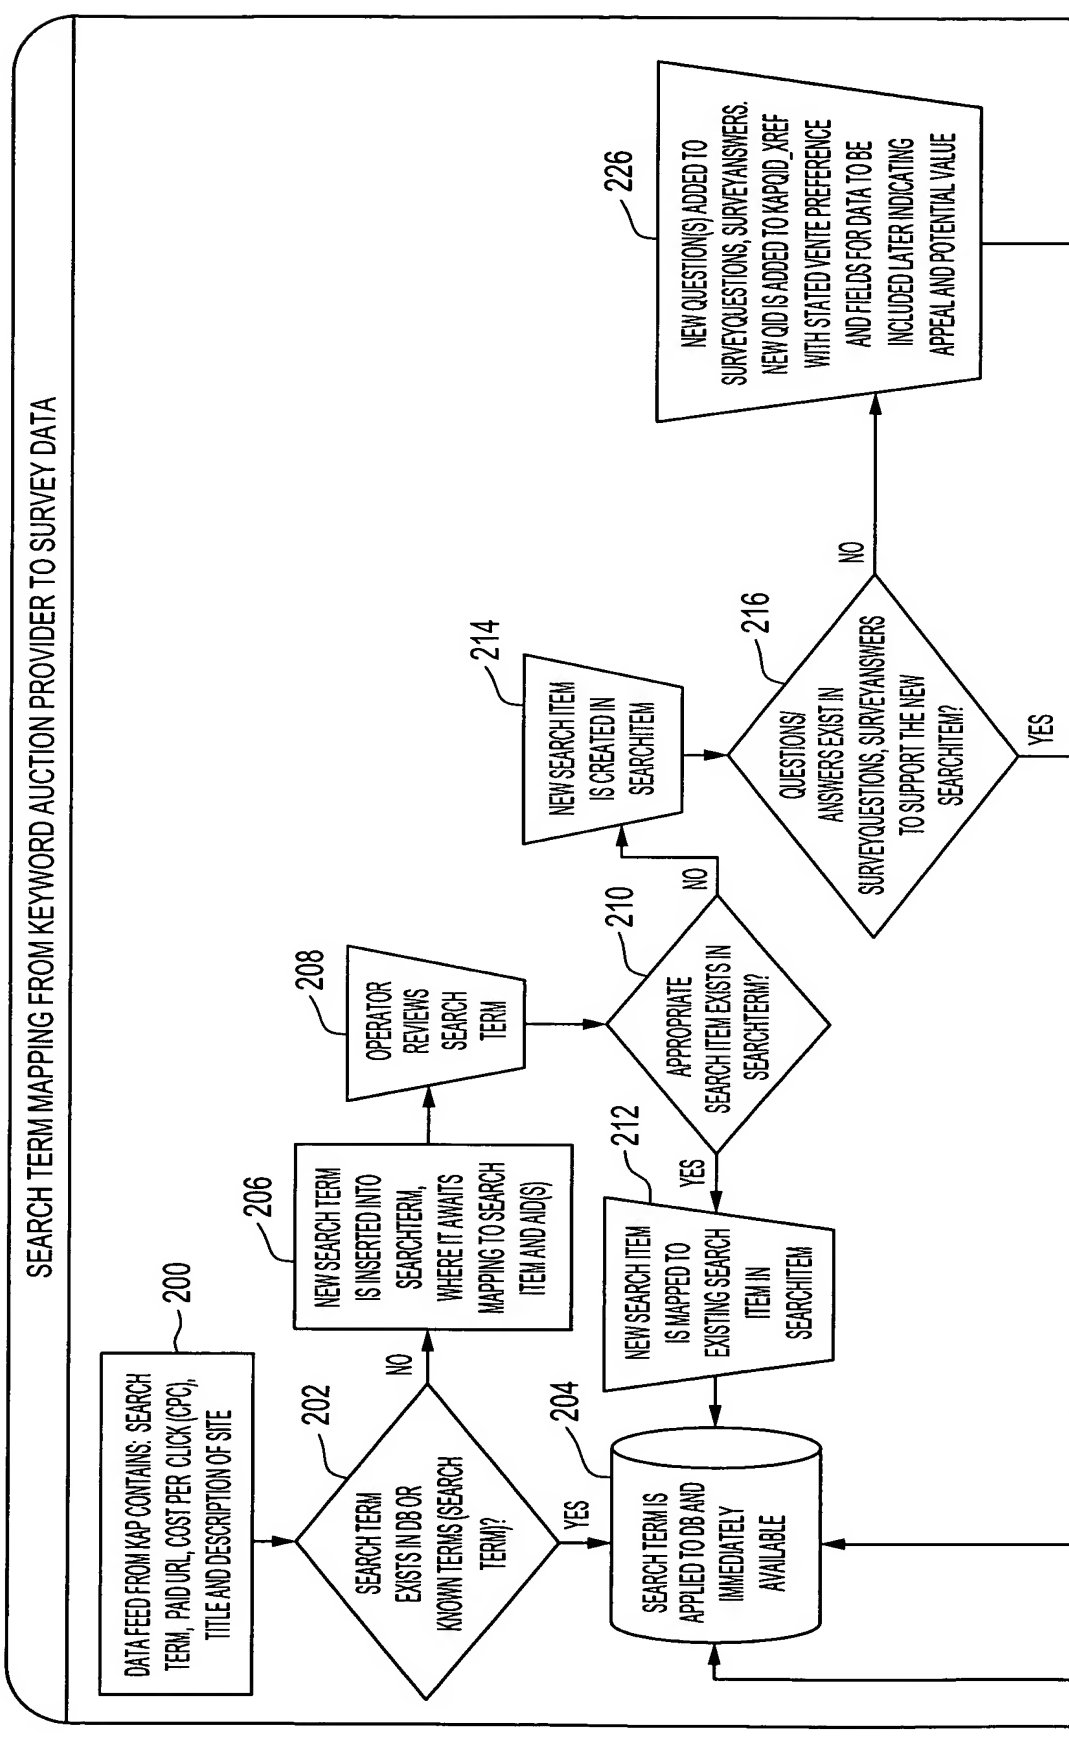 SEARCH TERM MAPPING FROM KEYWORD AUCTION PROVIDER TO SURVEY DATA
200
DATA FEED FROM KAP CONTAINS: SEARCH
TERM, PAID URL, COST PER CLICK (CPC),
TITLE AND DESCRIPTION OF SITE
202
SEARCH TERM
EXISTS IN DB OR
KNOWN TERMS (SEARCH
TERM)?
NO
YES
204
SEARCH TERM IS
APPLIED TO DB AND
IMMEDIATELY
AVAILABLE
206
NEW SEARCH TERM
IS INSERTED INTO
SEARCHTERM,
WHERE IT AWAITS
MAPPING TO SEARCH
ITEM AND AID(S)
208
OPERATOR
REVIEWS
SEARCH
TERM
210
APPROPRIATE
SEARCH ITEM EXISTS IN
SEARCHTERM?
YES
NO
212
NEW SEARCH ITEM
IS MAPPED TO
EXISTING SEARCH
ITEM IN
SEARCHITEM
214
NEW SEARCH ITEM
IS CREATED IN
SEARCHITEM
216
QUESTIONS/
ANSWERS EXIST IN
SURVEYQUESTIONS, SURVEYANSWERS
TO SUPPORT THE NEW
SEARCHITEM?
NO
YES
226
NEW QUESTION(S) ADDED TO
SURVEYQUESTIONS, SURVEYANSWERS.
NEW QID IS ADDED TO KAPQID_XREF
WITH STATED VENTE PREFERENCE
AND FIELDS FOR DATA TO BE
INCLUDED LATER INDICATING
APPEAL AND POTENTIAL VALUE